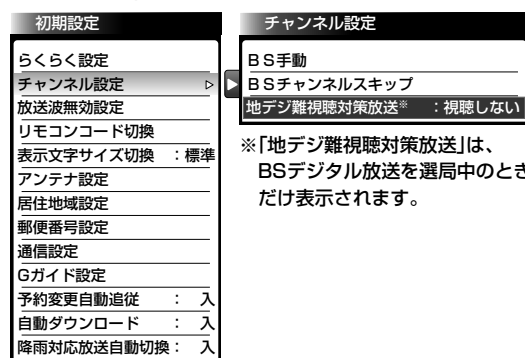 初期設定
らくらく設定
チャンネル設定
放送波無効設定
リモコンコード切換
表示文字サイズ切換 ：標準
アンテナ設定
居住地域設定
郵便番号設定
通信設定
Gガイド設定
予約変更自動追従 ： 入
自動ダウンロード ： 入
降雨対応放送自動切換： 入
チャンネル設定
ＢＳ手動
ＢＳチャンネルスキップ
地デジ難視聴対策放送※ ：視聴しない
※「地デジ難視聴対策放送」は、
BSデジタル放送を選局中のとき
だけ表示されます。